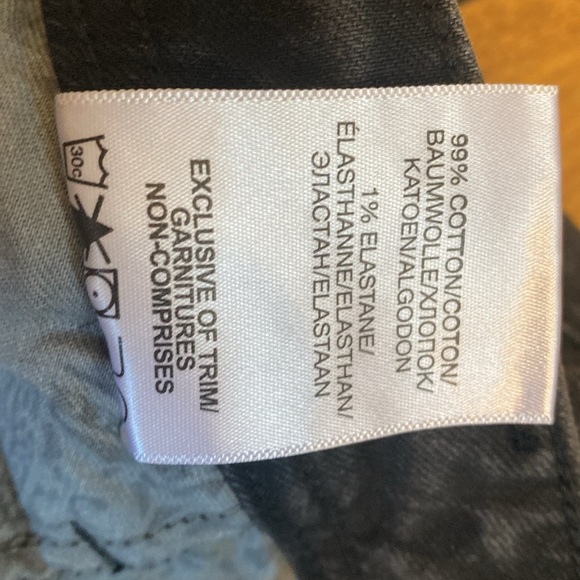 99% COTTON/COTON/
BAUMWOLLE/ХЛОПОК/
KATOEN/ALGODON
1% ELASTANE/
ÉLASTHANNE/ELASTHAN/
ЭЛАСТАН/ELASTAAN
EXCLUSIVE OF TRIM/
GARNITURES
NON-COMPRISES
30c